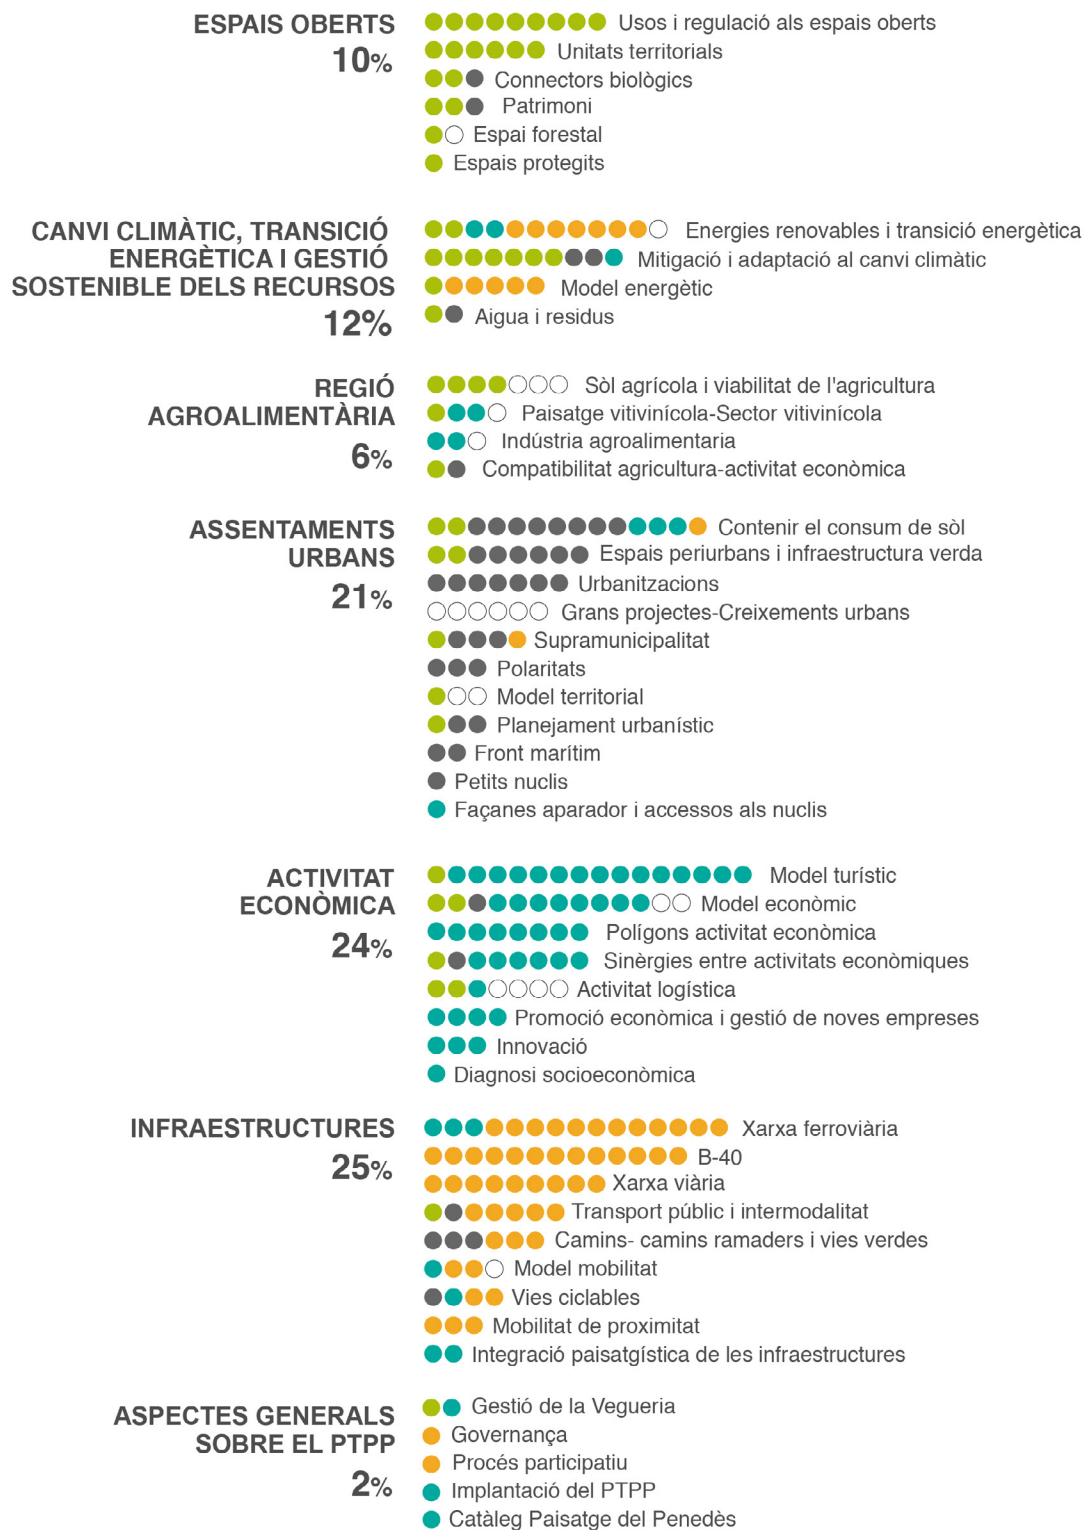 ESPAIS OBERTS
10%
Usos i regulació als espais oberts
Unitats territorials
Connectors biològics
Patrimoni
Espai forestal
Espais protegits
CANVI CLIMÀTIC, TRANSICIÓ
ENERGÈTICA I GESTIÓ
SOSTENIBLE DELS RECURSOS
12%
Energies renovables i transició energètica
Mitigació i adaptació al canvi climàtic
Model energètic
Aigua i residus
REGIÓ
AGROALIMENTÀRIA
6%
Sòl agrícola i viabilitat de l'agricultura
Paisatge vitivinícola-Sector vitivinícola
Indústria agroalimentaria
Compatibilitat agricultura-activitat econòmica
ASSENTAMENTS
URBANS
21%
Contenir el consum de sòl
Espais periurbans i infraestructura verda
Urbanitzacions
Grans projectes-Creixements urbans
Supramunicipalitat
Polaritats
Model territorial
Planejament urbanístic
Front marítim
Petits nuclis
Façanes aparador i accessos als nuclis
ACTIVITAT
ECONÒMICA
24%
Model turístic
Model econòmic
Polígons activitat econòmica
Sinèrgies entre activitats econòmiques
Activitat logística
Promoció econòmica i gestió de noves empreses
Innovació
Diagnosi socioeconòmica
INFRAESTRUCTURES
25%
Xarxa ferroviària
B-40
Xarxa viària
Transport públic i intermodalitat
Camins- camins ramaders i vies verdes
Model mobilitat
Vies ciclables
Mobilitat de proximitat
Integració paisatgística de les infraestructures
ASPECTES GENERALS
SOBRE EL PTPP
2%
Gestió de la Vegueria
Governança
Procés participatiu
Implantació del PTPP
Catàleg Paisatge del Penedès